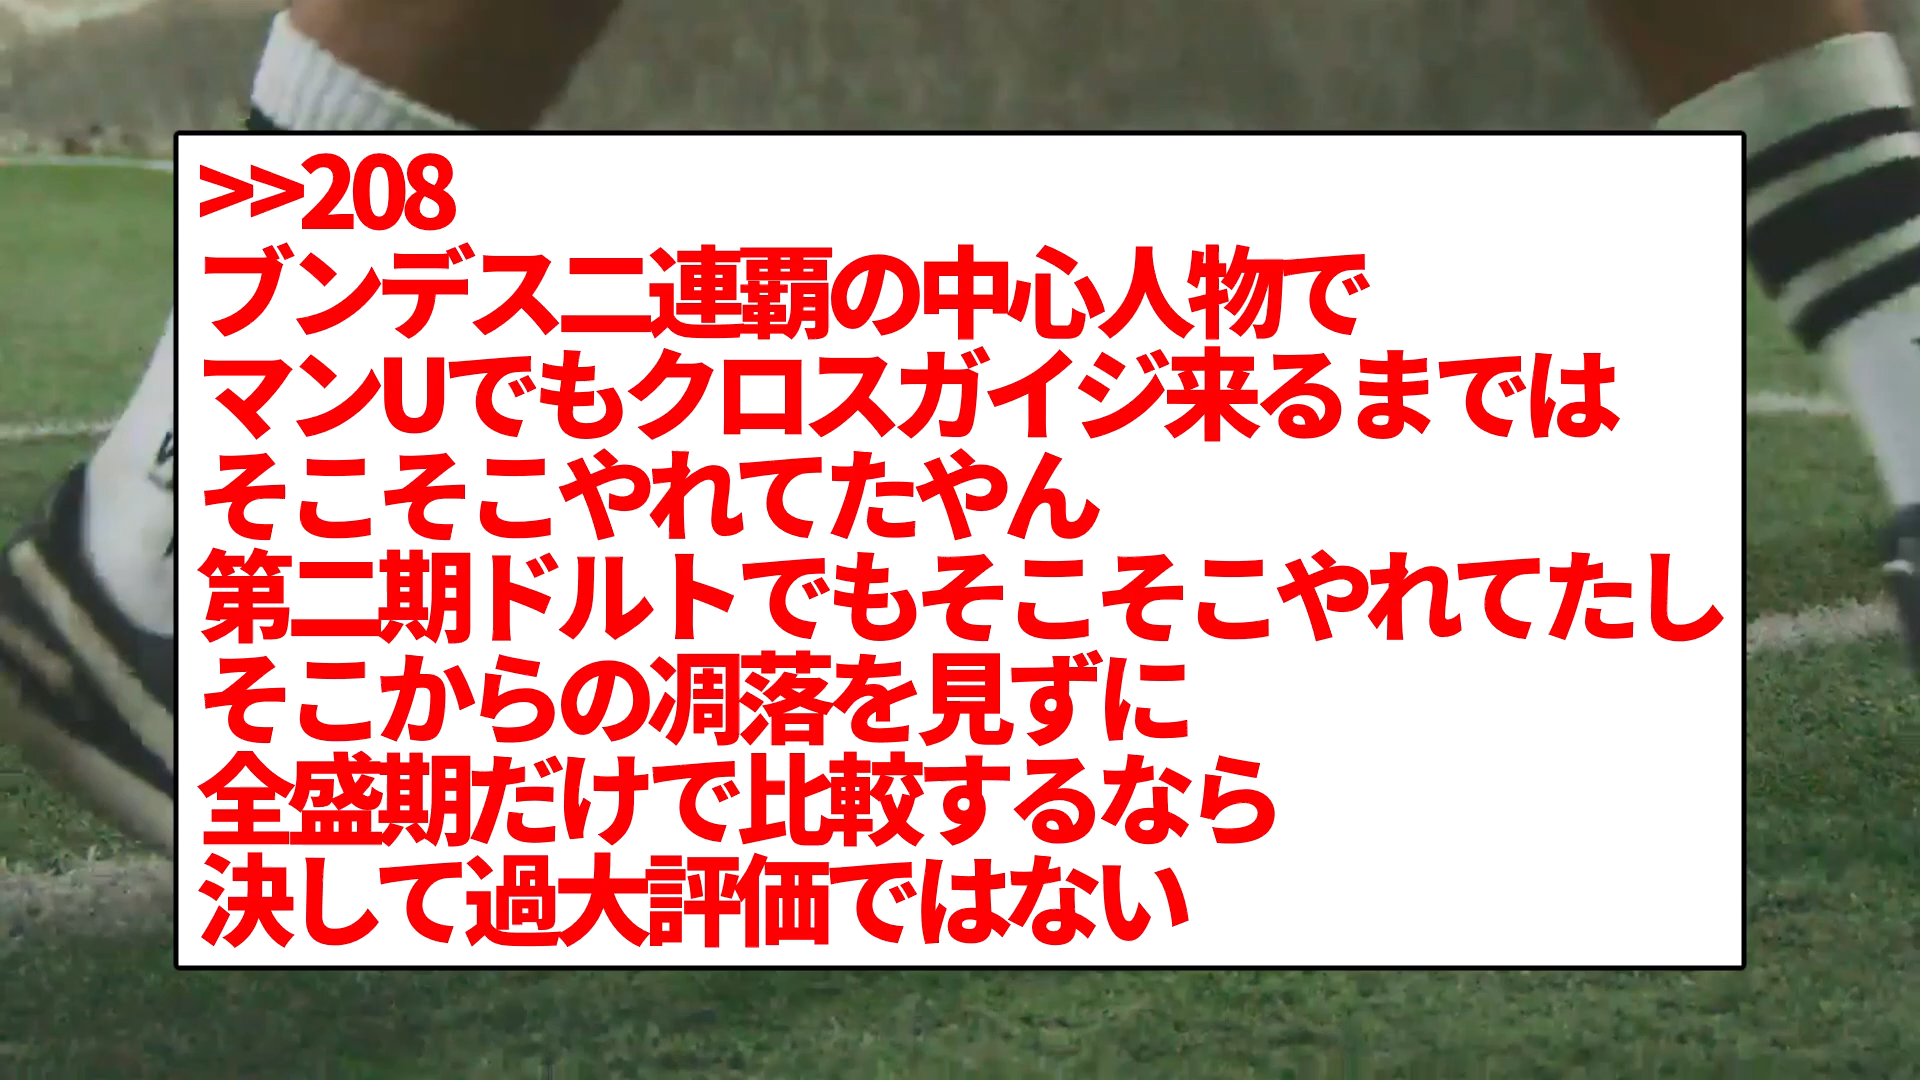 >>208
ブンデス二連覇の中心人物で
マンUでもクロスガイジ来るまでは
そこそこやれてたやん
第二期ドルトでもそこそこやれてたし
そこからの凋落を見ずに
全盛期だけで比較するなら
決して過大評価ではない